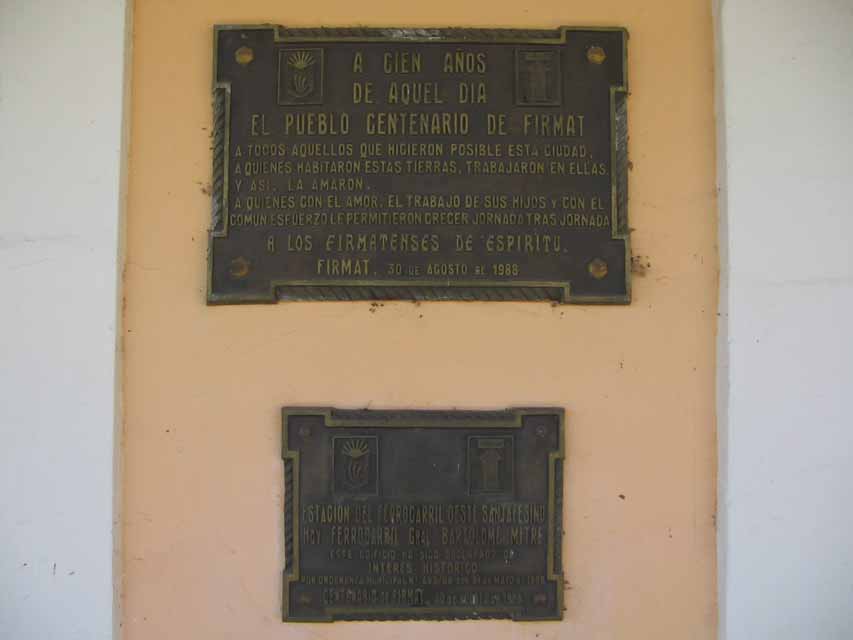 A CIEN AÑOS
DE AQUEL DIA
EL PUEBLO CENTENARIO DE FIRMAT
A TODOS AQUELLOS QUE HICIERON POSIBLE ESTA CIUDAD.
A QUIENES HABITARON ESTAS TIERRAS, TRABAJARON EN ELLAS
Y ASI, LA AMARON.
A QUIENES CON EL AMOR, EL TRABAJO DE SUS HIJOS Y CON EL
COMUN ESFUERZO LE PERMITIERON CRECER JORNADA TRAS JORNADA
A LOS FIRMATENSES DE ESPIRITU.
FIRMAT, 30 DE AGOSTO DE 1988
ESTACION DEL FERROCARRIL OESTE SANTAFESINO
HOY FERROCARRIL GRAL BARTOLOME MITRE
ESTE EDIFICIO HA SIDO DECLARADO DE
INTERES HISTORICO
POR ORDENANZA MUNICIPAL
CENTENARIO DE FIRMAT,